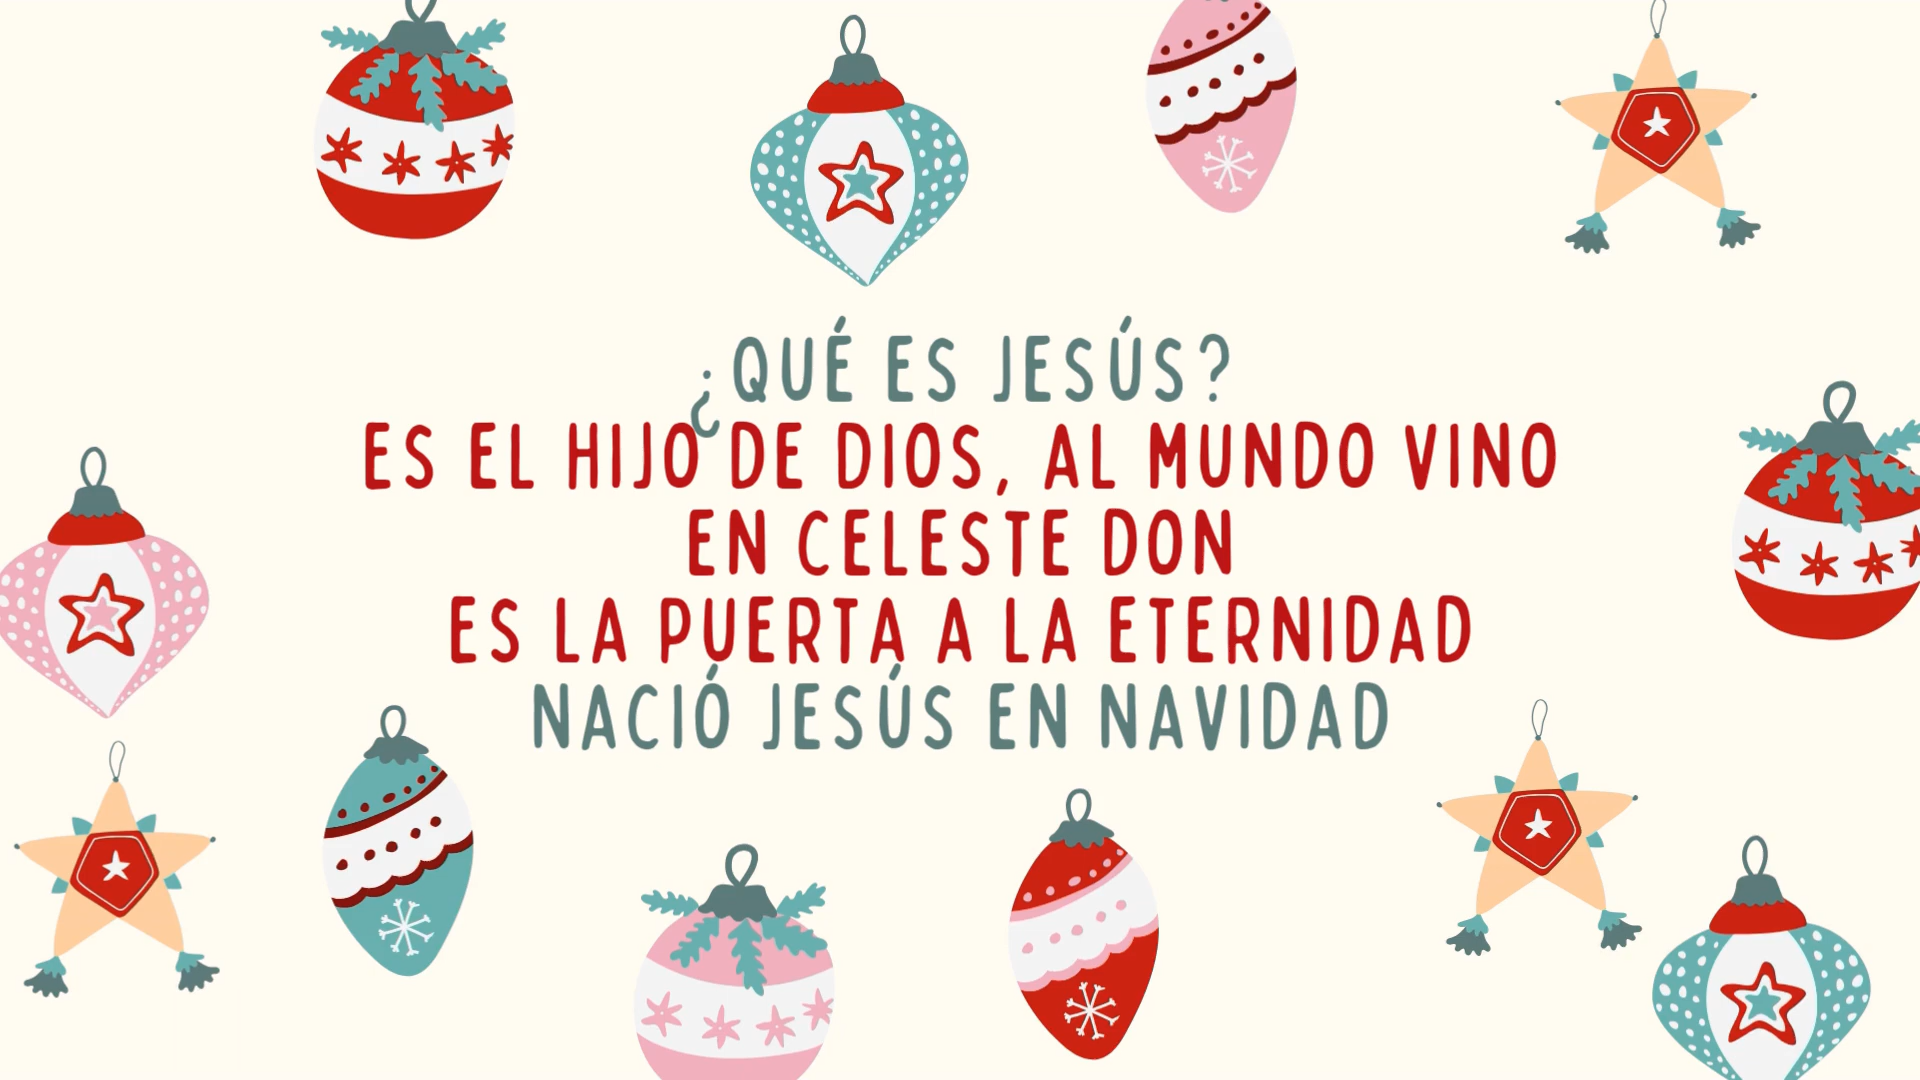 ¿QUÉ ES JESÚS?
ES EL HIJO DE DIOS, AL MUNDO VINO
EN CELESTE DON
ES LA PUERTA A LA ETERNIDAD
NACIÓ JESÚS EN NAVIDAD